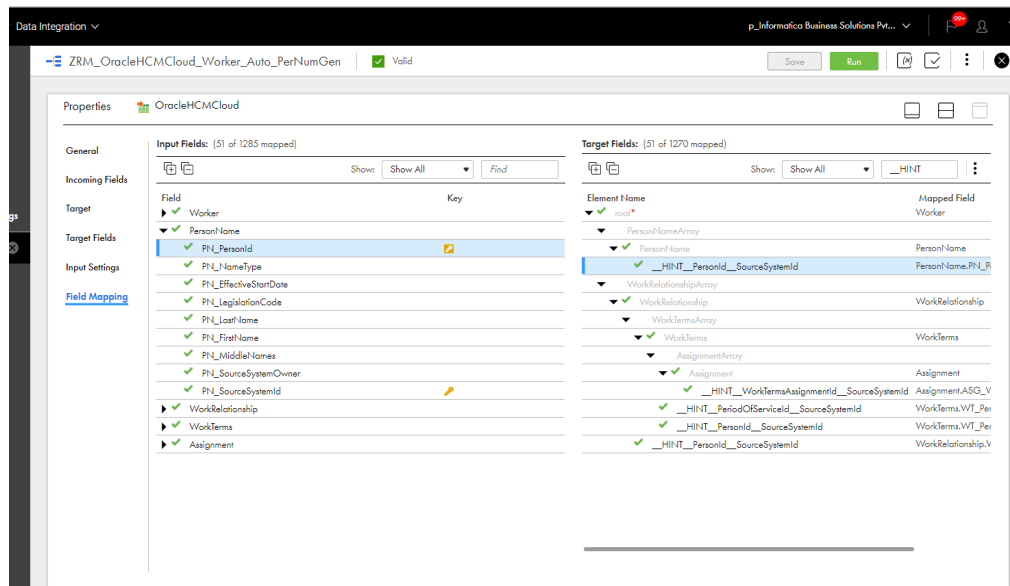 Data Integration
p_Informatica Business Solutions Pvt...
99+
ZRM_OracleHCMCloud_Worker_Auto_PerNumGen
Valid
Save
Run
Properties
OracleHCMCloud
General
Incoming Fields
Target
gs
Target Fields
Input Settings
Field Mapping
Input Fields: (51 of 1285 mapped)
Show: Show All
Find
Field Key
Worker
PersonName
PN_PersonId
PN_NameType
PN_EffectiveStartDate
PN_LegislationCode
PN_LastName
PN_FirstName
PN_MiddleNames
PN_SourceSystemOwner
PN_SourceSystemId
WorkRelationship
WorkTerms
Assignment
Target Fields: (51 of 1270 mapped)
Show: Show All
__HINT
Element Name Mapped Field
root* Worker
PersonNameArray
PersonName PersonName
__HINT__PersonId__SourceSystemId PersonName.PN_P
WorkRelationshipArray
WorkRelationship WorkRelationship
WorkTermsArray
WorkTerms WorkTerms
AssignmentArray
Assignment Assignment
__HINT__WorkTermsAssignmentId__SourceSystemId Assignment.ASG_V
__HINT__PeriodOfServiceId__SourceSystemId WorkTerms.WT_Per
__HINT__PersonId__SourceSystemId WorkTerms.WT_Per
__HINT__PersonId__SourceSystemId WorkRelationship.V